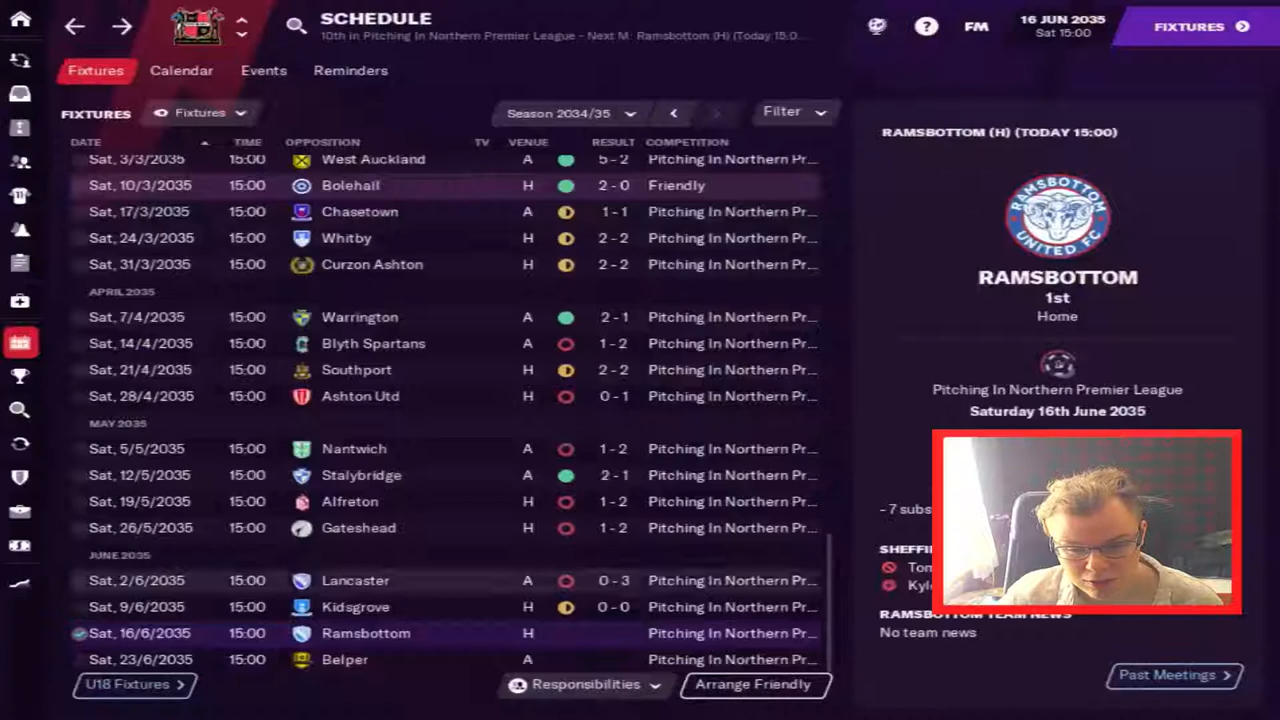 SCHEDULE
10th in Pitching In Northern Premier League - Next M: Ramsbottom (H) (Today 15:0...
FM
16 JUN 2035
Sat 15:00
FIXTURES
Fixtures
Calendar
Events
Reminders
FIXTURES
Fixtures
Season 2034/35
Filter
DATE TIME OPPOSITION TV VENUE RESULT COMPETITION
Sat, 3/3/2035 15:00 West Auckland A 5 - 2 Pitching In Northern Pr...
Sat, 10/3/2035 15:00 Bolehall H 2 - 0 Friendly
Sat, 17/3/2035 15:00 Chasetown A 1 - 1 Pitching In Northern Pr...
Sat, 24/3/2035 15:00 Whitby H 2 - 2 Pitching In Northern Pr...
Sat, 31/3/2035 15:00 Curzon Ashton H 2 - 2 Pitching In Northern Pr...
APRIL 2035
Sat, 7/4/2035 15:00 Warrington A 2 - 1 Pitching In Northern Pr...
Sat, 14/4/2035 15:00 Blyth Spartans A 1 - 2 Pitching In Northern Pr...
Sat, 21/4/2035 15:00 Southport H 2 - 2 Pitching In Northern Pr...
Sat, 28/4/2035 15:00 Ashton Utd H 0 - 1 Pitching In Northern Pr...
MAY 2035
Sat, 5/5/2035 15:00 Nantwich A 1 - 2 Pitching In Northern Pr...
Sat, 12/5/2035 15:00 Stalybridge A 2 - 1 Pitching In Northern Pr...
Sat, 19/5/2035 15:00 Alfreton H 1 - 2 Pitching In Northern Pr...
Sat, 26/5/2035 15:00 Gateshead H 1 - 2 Pitching In Northern Pr...
JUNE 2035
Sat, 2/6/2035 15:00 Lancaster A 0 - 3 Pitching In Northern Pr...
Sat, 9/6/2035 15:00 Kidsgrove H 0 - 0 Pitching In Northern Pr...
Sat, 16/6/2035 15:00 Ramsbottom H Pitching In Northern Pr...
Sat, 23/6/2035 15:00 Belper A Pitching In Northern Pr...
U18 Fixtures
Responsibilities
Arrange Friendly
RAMSBOTTOM (H) (TODAY 15:00)
RAMSBOTTOM
UNITED FC
RAMSBOTTOM
1st
Home
Pitching In Northern Premier League
Saturday 16th June 2035
- 7 subs
SHEFFI
Tom
Kyle
RAMSBOTTOM TEAM NEWS
No team news
Past Meetings